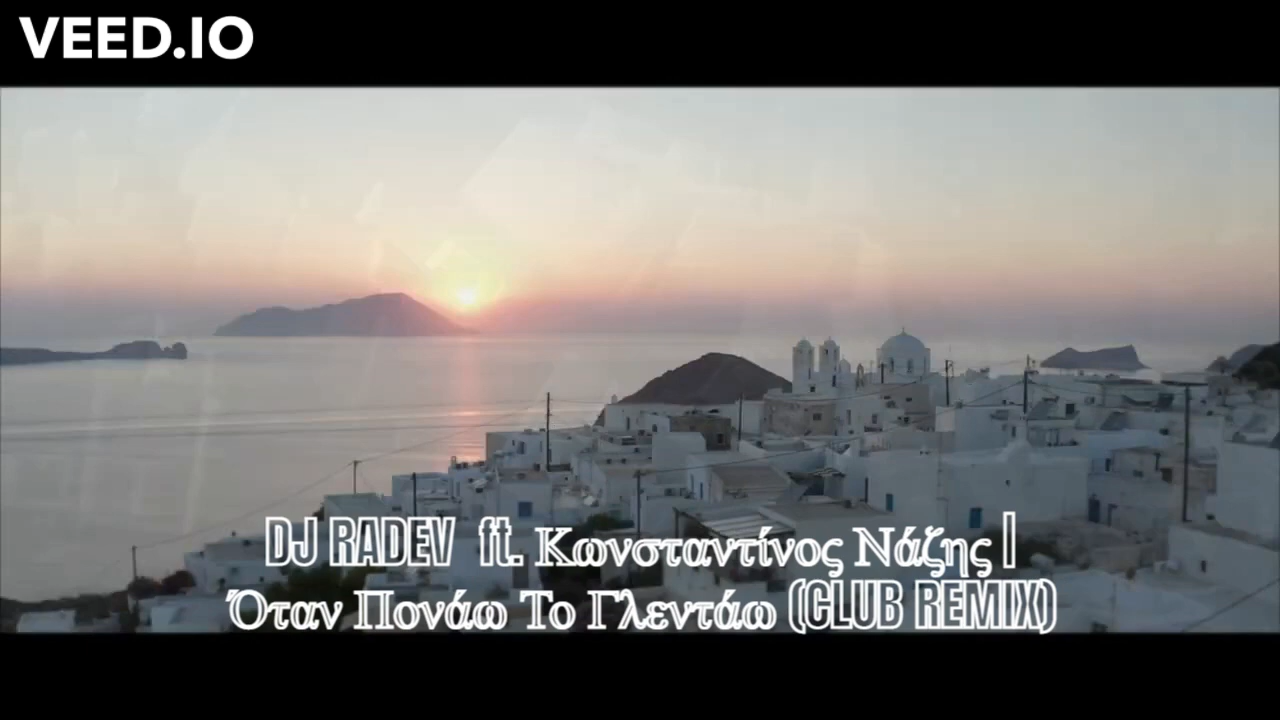 VEED.IO
DJ RADEV ft. Κωνσταντίνος Νάζης |
Όταν Πονάω Το Γλεντάω (CLUB REMIX)